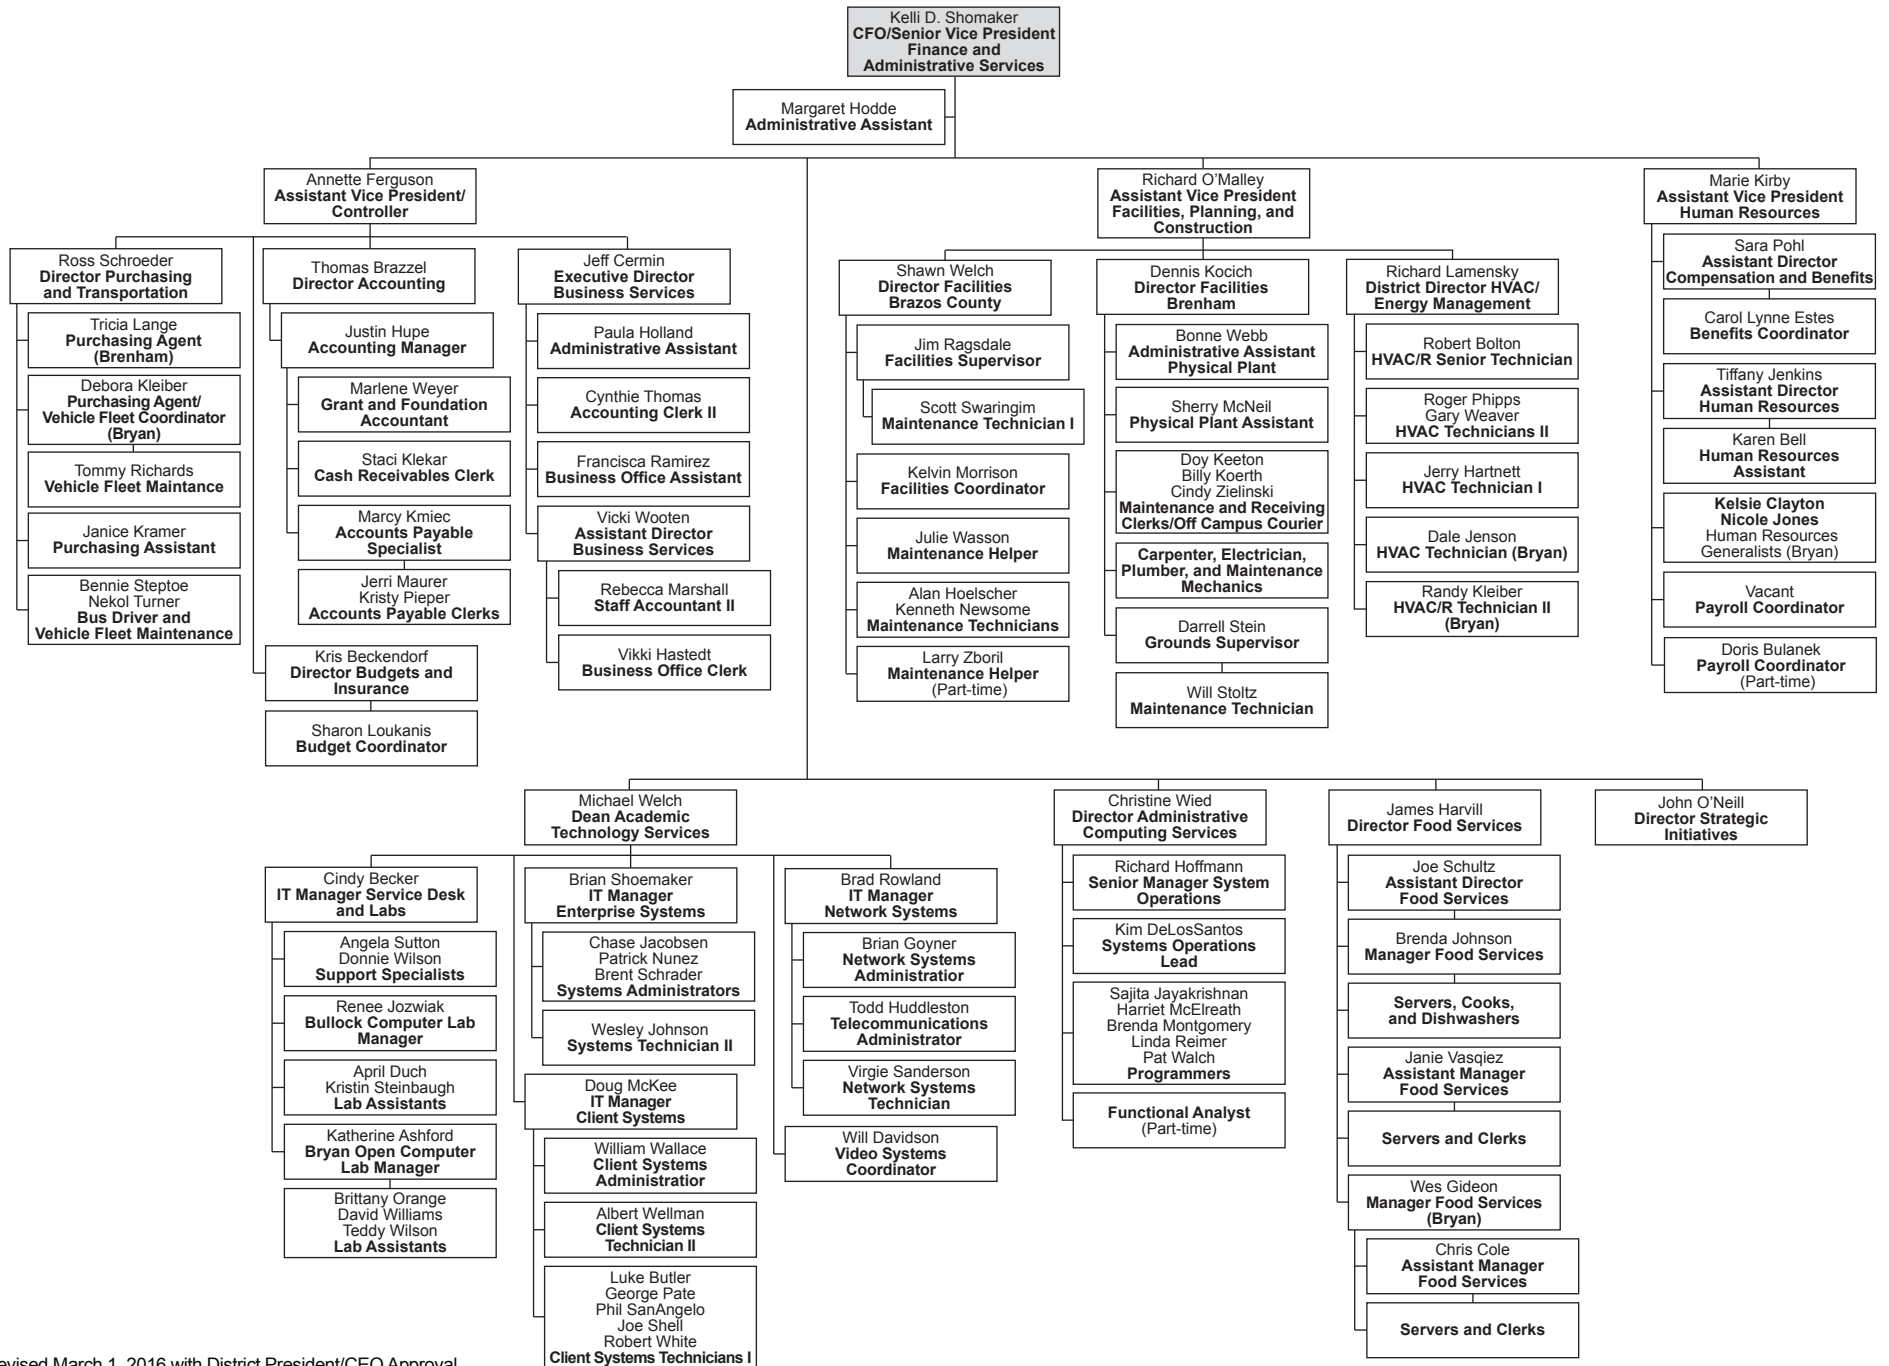 Kelli D. Shomaker
CFO/Senior Vice President
Finance and
Administrative Services
Margaret Hodde
Administrative Assistant
Annette Ferguson
Assistant Vice President/
Controller
Ross Schroeder
Director Purchasing
and Transportation
Tricia Lange
Purchasing Agent
(Brenham)
Debora Kleiber
Purchasing Agent/
Vehicle Fleet Coordinator
(Bryan)
Tommy Richards
Vehicle Fleet Maintance
Janice Kramer
Purchasing Assistant
Bennie Steptoe
Nekol Turner
Bus Driver and
Vehicle Fleet Maintenance
Thomas Brazzel
Director Accounting
Justin Hupe
Accounting Manager
Marlene Weyer
Grant and Foundation
Accountant
Staci Klekar
Cash Receivables Clerk
Marcy Kmiec
Accounts Payable
Specialist
Jerri Maurer
Kristy Pieper
Accounts Payable Clerks
Kris Beckendorf
Director Budgets and
Insurance
Sharon Loukanis
Budget Coordinator
Jeff Cermin
Executive Director
Business Services
Paula Holland
Administrative Assistant
Cynthie Thomas
Accounting Clerk II
Francisca Ramirez
Business Office Assistant
Vicki Wooten
Assistant Director
Business Services
Rebecca Marshall
Staff Accountant II
Vikki Hastedt
Business Office Clerk
Richard O’Malley
Assistant Vice President
Facilities, Planning, and
Construction
Shawn Welch
Director Facilities
Brazos County
Jim Ragsdale
Facilities Supervisor
Scott Swaringim
Maintenance Technician I
Kelvin Morrison
Facilities Coordinator
Julie Wasson
Maintenance Helper
Alan Hoelscher
Kenneth Newsome
Maintenance Technicians
Larry Zboril
Maintenance Helper
(Part-time)
Dennis Kocich
Director Facilities
Brenham
Bonne Webb
Administrative Assistant
Physical Plant
Sherry McNeil
Physical Plant Assistant
Doy Keeton
Billy Koerth
Cindy Zielinski
Maintenance and Receiving
Clerks/Off Campus Courier
Carpenter, Electrician,
Plumber, and Maintenance
Mechanics
Darrell Stein
Grounds Supervisor
Will Stoltz
Maintenance Technician
Richard Lamensky
District Director HVAC/
Energy Management
Robert Bolton
HVAC/R Senior Technician
Roger Phipps
Gary Weaver
HVAC Technicians II
Jerry Hartnett
HVAC Technician I
Dale Jenson
HVAC Technician (Bryan)
Randy Kleiber
HVAC/R Technician II
(Bryan)
Marie Kirby
Assistant Vice President
Human Resources
Sara Pohl
Assistant Director
Compensation and Benefits
Carol Lynne Estes
Benefits Coordinator
Tiffany Jenkins
Assistant Director
Human Resources
Karen Bell
Human Resources
Assistant
Kelsie Clayton
Nicole Jones
Human Resources
Generalists (Bryan)
Vacant
Payroll Coordinator
Doris Bulanek
Payroll Coordinator
(Part-time)
Michael Welch
Dean Academic
Technology Services
Cindy Becker
IT Manager Service Desk
and Labs
Angela Sutton
Donnie Wilson
Support Specialists
Renee Jozwiak
Bullock Computer Lab
Manager
April Duch
Kristin Steinbaugh
Lab Assistants
Katherine Ashford
Bryan Open Computer
Lab Manager
Brittany Orange
David Williams
Teddy Wilson
Lab Assistants
Brian Shoemaker
IT Manager
Enterprise Systems
Chase Jacobsen
Patrick Nunez
Brent Schrader
Systems Administrators
Wesley Johnson
Systems Technician II
Doug McKee
IT Manager
Client Systems
William Wallace
Client Systems
Administratior
Albert Wellman
Client Systems
Technician II
Luke Butler
George Pate
Phil SanAngelo
Joe Shell
Robert White
Client Systems Technicians I
Brad Rowland
IT Manager
Network Systems
Brian Goyner
Network Systems
Administratior
Todd Huddleston
Telecommunications
Administrator
Virgie Sanderson
Network Systems
Technician
Will Davidson
Video Systems
Coordinator
Christine Wied
Director Administrative
Computing Services
Richard Hoffmann
Senior Manager System
Operations
Kim DeLosSantos
Systems Operations
Lead
Sajita Jayakrishnan
Harriet McElreath
Brenda Montgomery
Linda Reimer
Pat Walch
Programmers
Functional Analyst
(Part-time)
James Harvill
Director Food Services
Joe Schultz
Assistant Director
Food Services
Brenda Johnson
Manager Food Services
Servers, Cooks,
and Dishwashers
Janie Vasqiez
Assistant Manager
Food Services
Servers and Clerks
Wes Gideon
Manager Food Services
(Bryan)
Chris Cole
Assistant Manager
Food Services
Servers and Clerks
John O’Neill
Director Strategic
Initiatives
evised March 1, 2016 with District President/CEO Approval